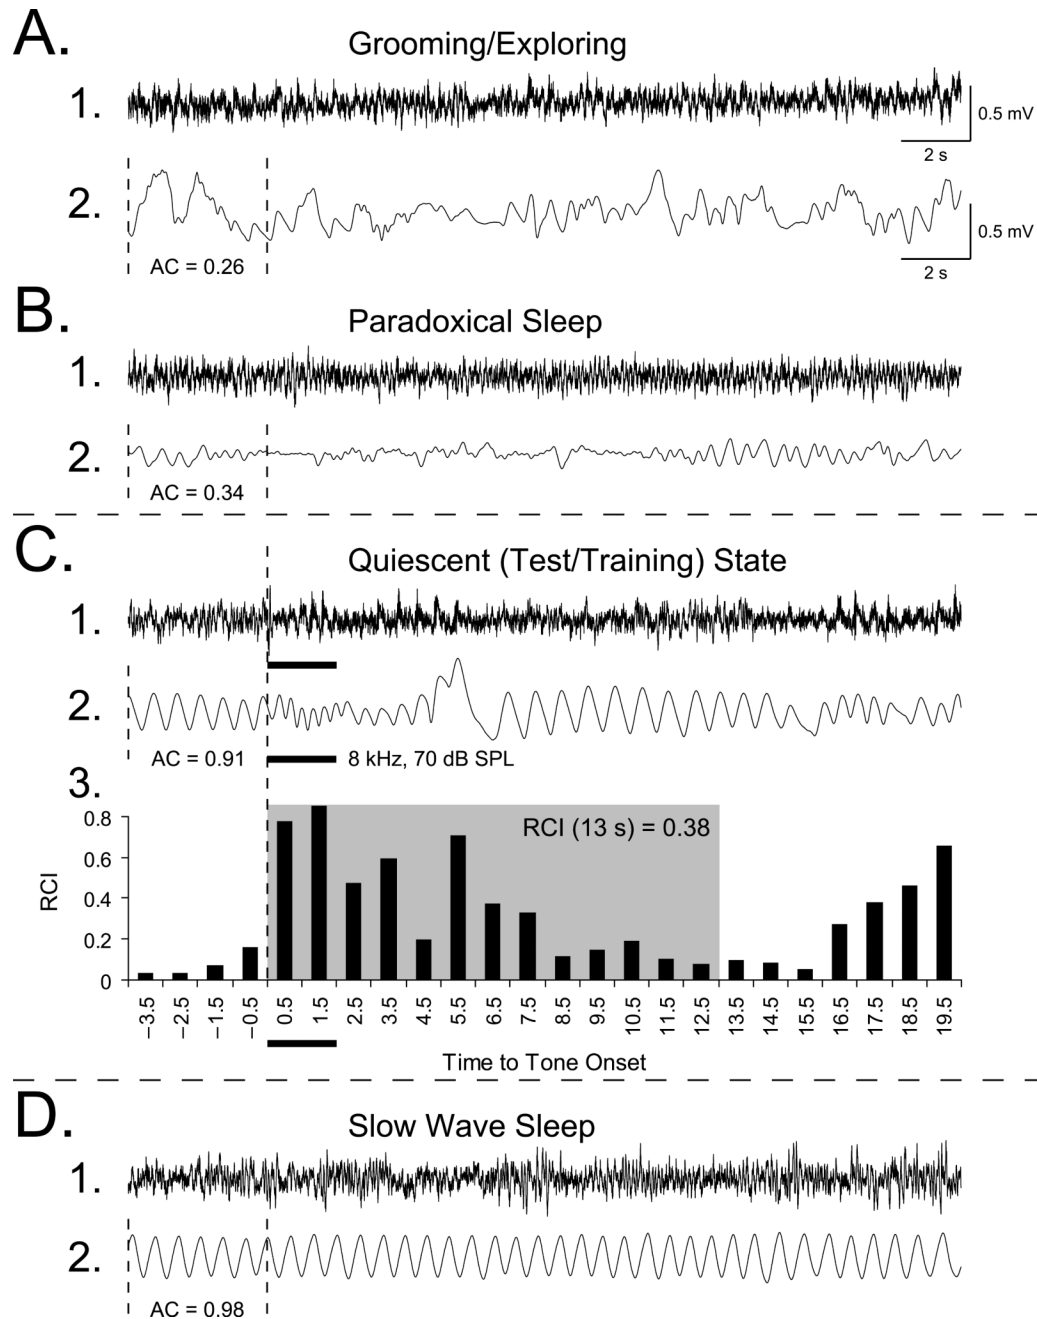 A.
Grooming/Exploring
1.
0.5 mV
2 s
2.
0.5 mV
AC = 0.26
2 s
B.
Paradoxical Sleep
1.
2.
AC = 0.34
C.
Quiescent (Test/Training) State
1.
2.
AC = 0.91
8 kHz, 70 dB SPL
3.
RCI (13 s) = 0.38
RCI
0.8
0.6
0.4
0.2
0
−3.5 −2.5 −1.5 −0.5 0.5 1.5 2.5 3.5 4.5 5.5 6.5 7.5 8.5 9.5 10.5 11.5 12.5 13.5 14.5 15.5 16.5 17.5 18.5 19.5
Time to Tone Onset
D.
Slow Wave Sleep
1.
2.
AC = 0.98